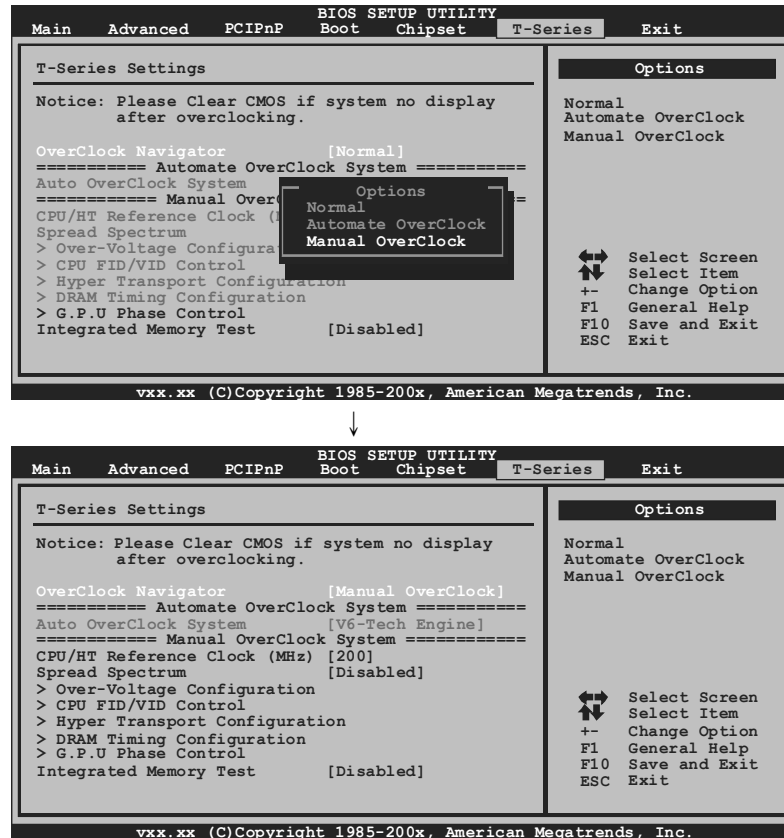 BIOS SETUP UTILITY
Main Advanced PCIPnP Boot Chipset T-Series Exit
T-Series Settings
Notice: Please Clear CMOS if system no display
after overclocking.
OverClock Navigator [Normal]
=========== Automate OverClock System ===========
Auto OverClock System
============ Manual Over =
CPU/HT Reference Clock (
Spread Spectrum
> Over-Voltage Configura
> CPU FID/VID Control
> Hyper Transport Configuration
> DRAM Timing Configuration
> G.P.U Phase Control
Integrated Memory Test [Disabled]
Options
Normal
Automate OverClock
Manual OverClock
Options
Normal
Automate OverClock
Manual OverClock
Select Screen
Select Item
+- Change Option
F1 General Help
F10 Save and Exit
ESC Exit
vxx.xx (C)Copyright 1985-200x, American Megatrends, Inc.
BIOS SETUP UTILITY
Main Advanced PCIPnP Boot Chipset T-Series Exit
T-Series Settings
Notice: Please Clear CMOS if system no display
after overclocking.
OverClock Navigator [Manual OverClock]
=========== Automate OverClock System ===========
Auto OverClock System [V6-Tech Engine]
============ Manual OverClock System ============
CPU/HT Reference Clock (MHz) [200]
Spread Spectrum [Disabled]
> Over-Voltage Configuration
> CPU FID/VID Control
> Hyper Transport Configuration
> DRAM Timing Configuration
> G.P.U Phase Control
Integrated Memory Test [Disabled]
Options
Normal
Automate OverClock
Manual OverClock
Select Screen
Select Item
+- Change Option
F1 General Help
F10 Save and Exit
ESC Exit
vxx.xx (C)Copyright 1985-200x, American Megatrends, Inc.